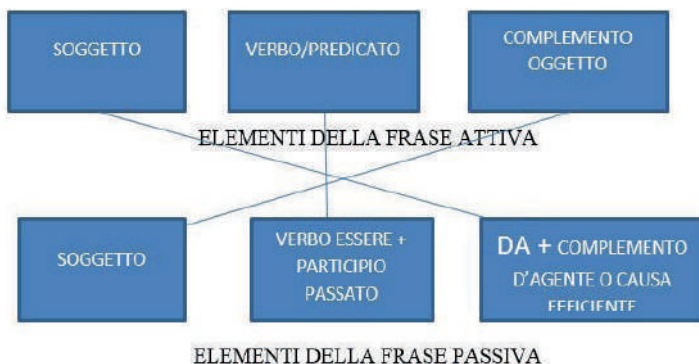 SOGGETTO
VERBO/PREDICATO
COMPLEMENTO
OGGETTO
ELEMENTI DELLA FRASE ATTIVA
SOGGETTO
VERBO ESSERE +
PARTICIPIO
PASSATO
DA + COMPLEMENTO
D'AGENTE O CAUSA
EFFICIENTE
ELEMENTI DELLA FRASE PASSIVA